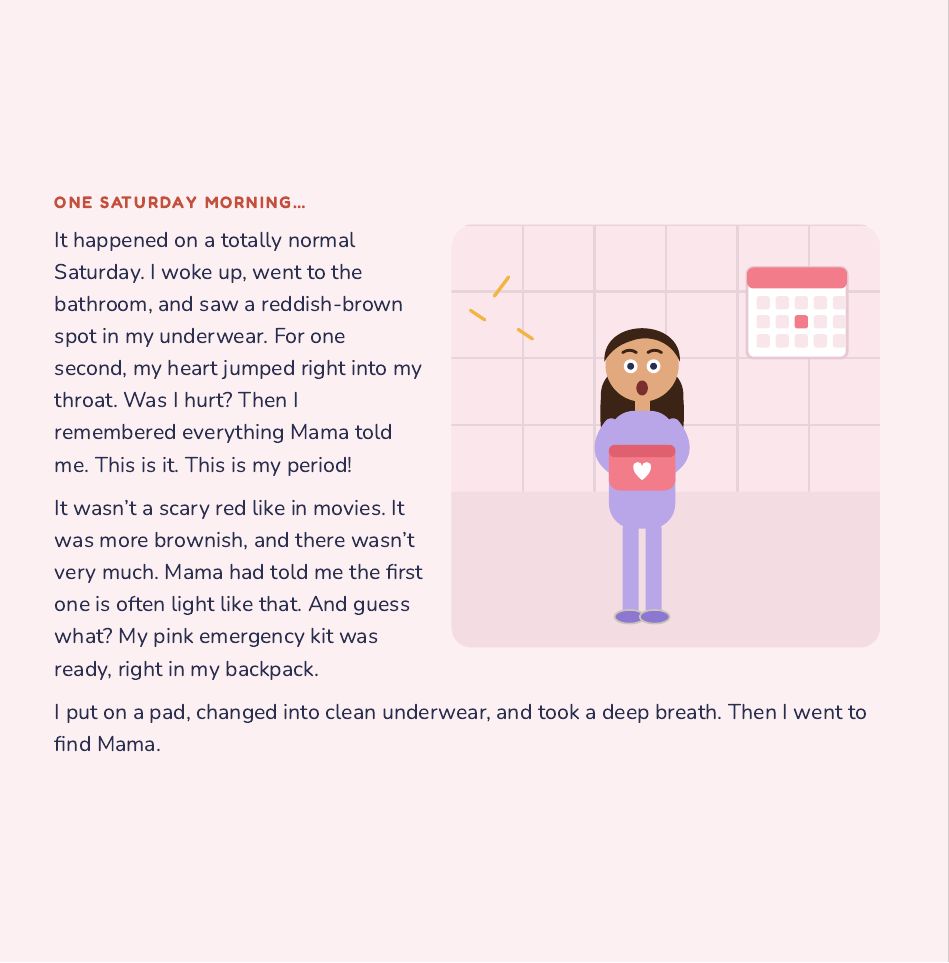 ONE SATURDAY MORNING...
It happened on a totally normal
Saturday. I woke up, went to the
bathroom, and saw a reddish-brown
spot in my underwear. For one
second, my heart jumped right into my
throat. Was I hurt? Then I
remembered everything Mama told
me. This is it. This is my period!
It wasn’t a scary red like in movies. It
was more brownish, and there wasn’t
very much. Mama had told me the first
one is often light like that. And guess
what? My pink emergency kit was
ready, right in my backpack.
I put on a pad, changed into clean underwear, and took a deep breath. Then I went to
find Mama.